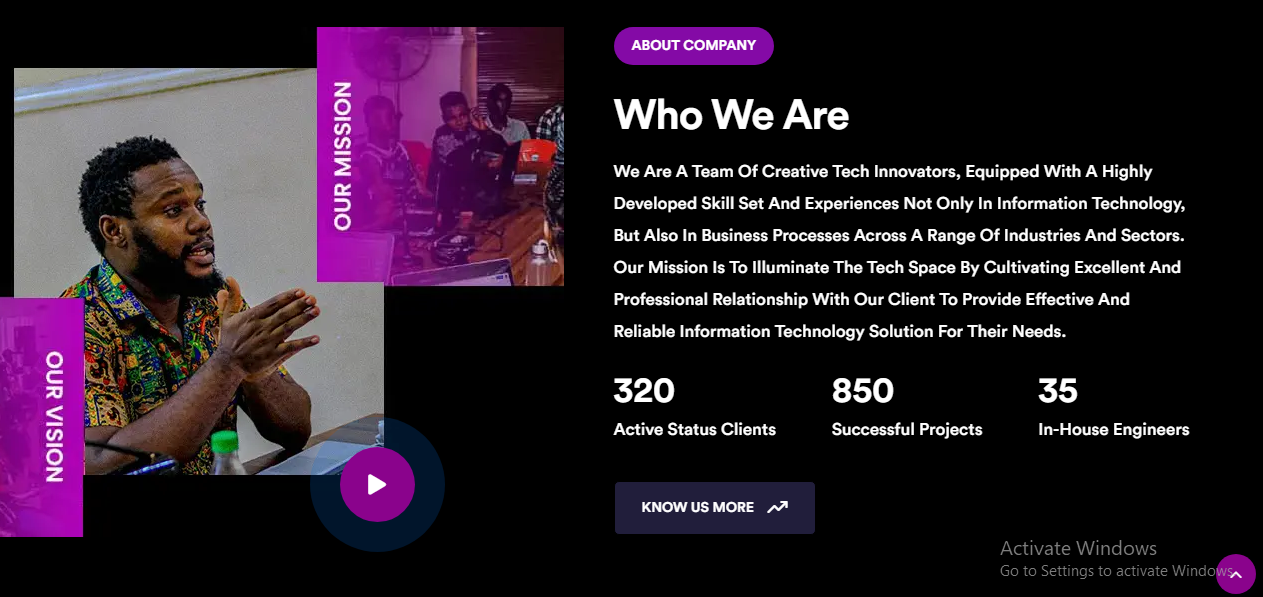 OUR MISSION
OUR VISION
ABOUT COMPANY
Who We Are
We Are A Team Of Creative Tech Innovators, Equipped With A Highly
Developed Skill Set And Experiences Not Only In Information Technology,
But Also In Business Processes Across A Range Of Industries And Sectors.
Our Mission Is To Illuminate The Tech Space By Cultivating Excellent And
Professional Relationship With Our Client To Provide Effective And
Reliable Information Technology Solution For Their Needs.
320 850 35
Active Status Clients Successful Projects In-House Engineers
KNOW US MORE
Activate Windows
Go to Settings to activate Windows.